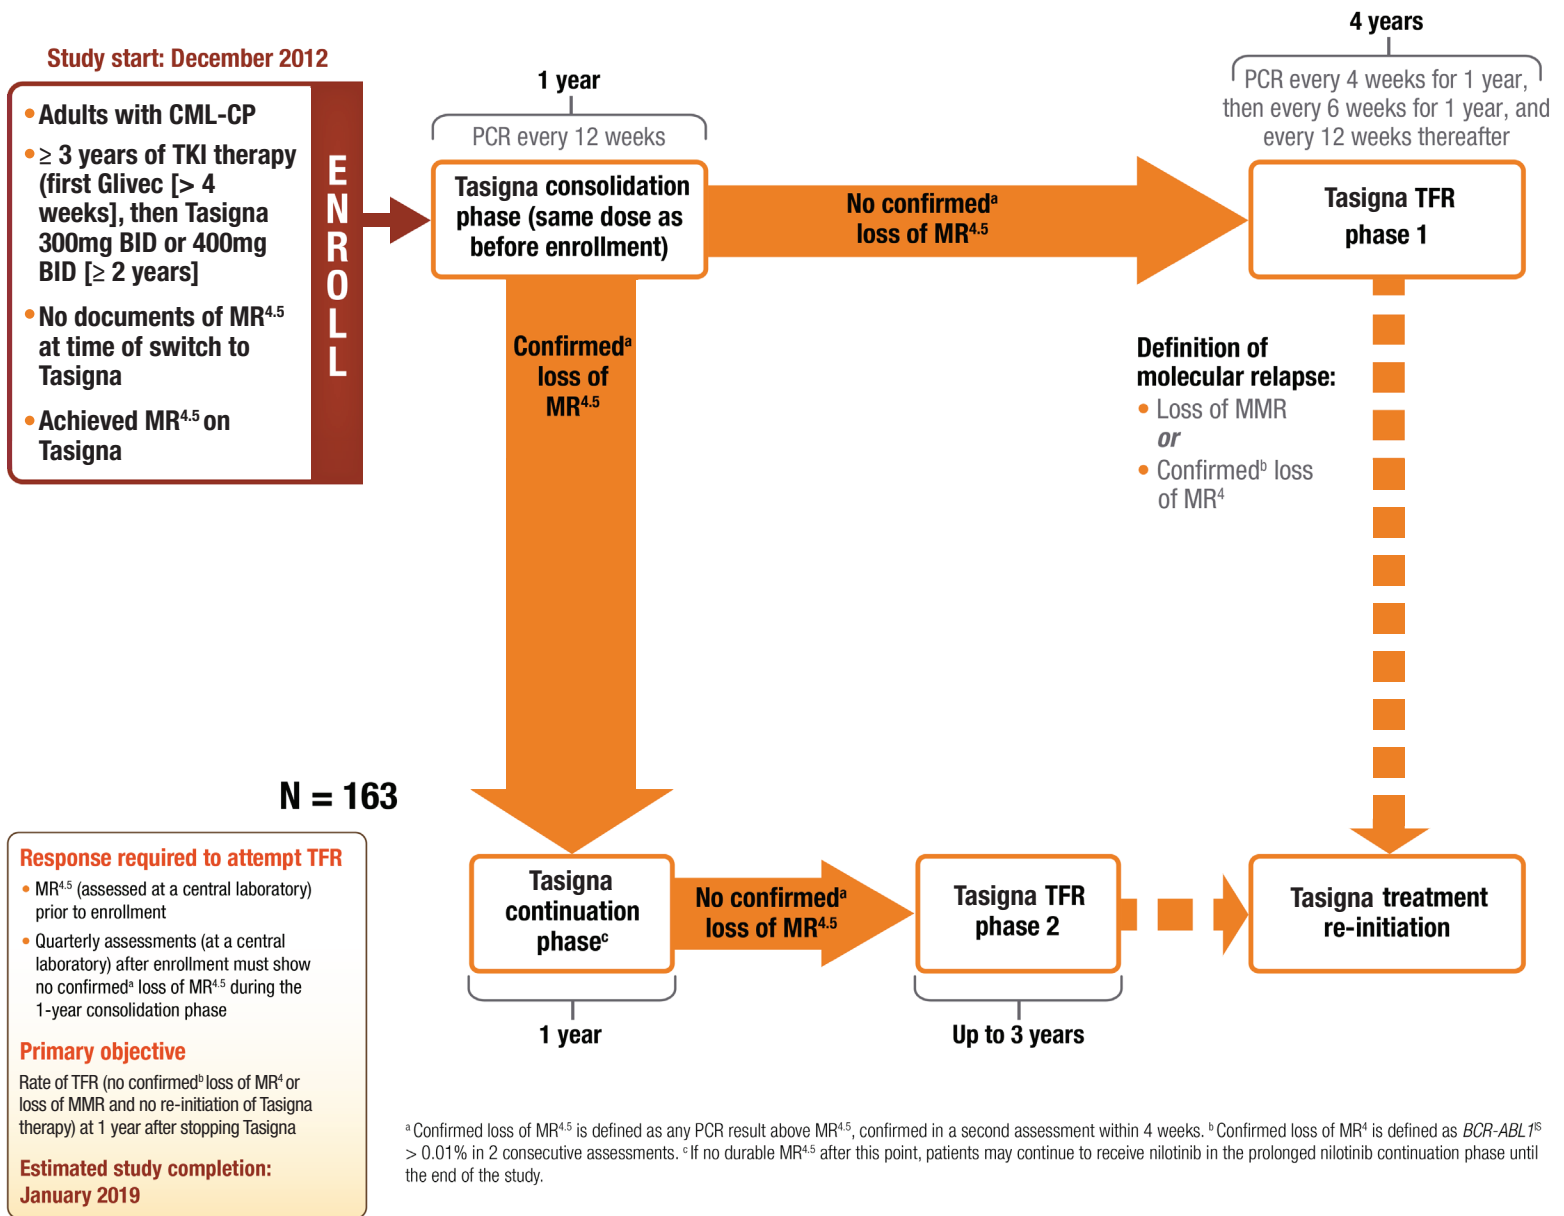 Study start: December 2012
• Adults with CML-CP
• ≥ 3 years of TKI therapy
(first Glivec [> 4
weeks], then Tasigna
300mg BID or 400mg
BID [≥ 2 years]
• No documents of MR4.5
at time of switch to
Tasigna
• Achieved MR4.5 on
Tasigna
ENROLL
1 year
PCR every 12 weeks
Tasigna consolidation
phase (same dose as
before enrollment)
No confirmedᵃ
loss of MR4.5
4 years
PCR every 4 weeks for 1 year,
then every 6 weeks for 1 year, and
every 12 weeks thereafter
Tasigna TFR
phase 1
Confirmedᵃ
loss of
MR4.5
Definition of
molecular relapse:
• Loss of MMR
or
• Confirmedᵇ loss
of MR4
N = 163
Tasigna
continuation
phaseᶜ
1 year
No confirmedᵃ
loss of MR4.5
Tasigna TFR
phase 2
Up to 3 years
Tasigna treatment
re-initiation
Response required to attempt TFR
• MR4.5 (assessed at a central laboratory)
prior to enrollment
• Quarterly assessments (at a central
laboratory) after enrollment must show
no confirmedᵃ loss of MR4.5 during the
1-year consolidation phase
Primary objective
Rate of TFR (no confirmedᵇ loss of MR4 or
loss of MMR and no re-initiation of Tasigna
therapy) at 1 year after stopping Tasigna
Estimated study completion:
January 2019
ᵃ Confirmed loss of MR4.5 is defined as any PCR result above MR4.5, confirmed in a second assessment within 4 weeks. ᵇ Confirmed loss of MR4 is defined as BCR-ABL1IS
> 0.01% in 2 consecutive assessments. ᶜ If no durable MR4.5 after this point, patients may continue to receive nilotinib in the prolonged nilotinib continuation phase until
the end of the study.